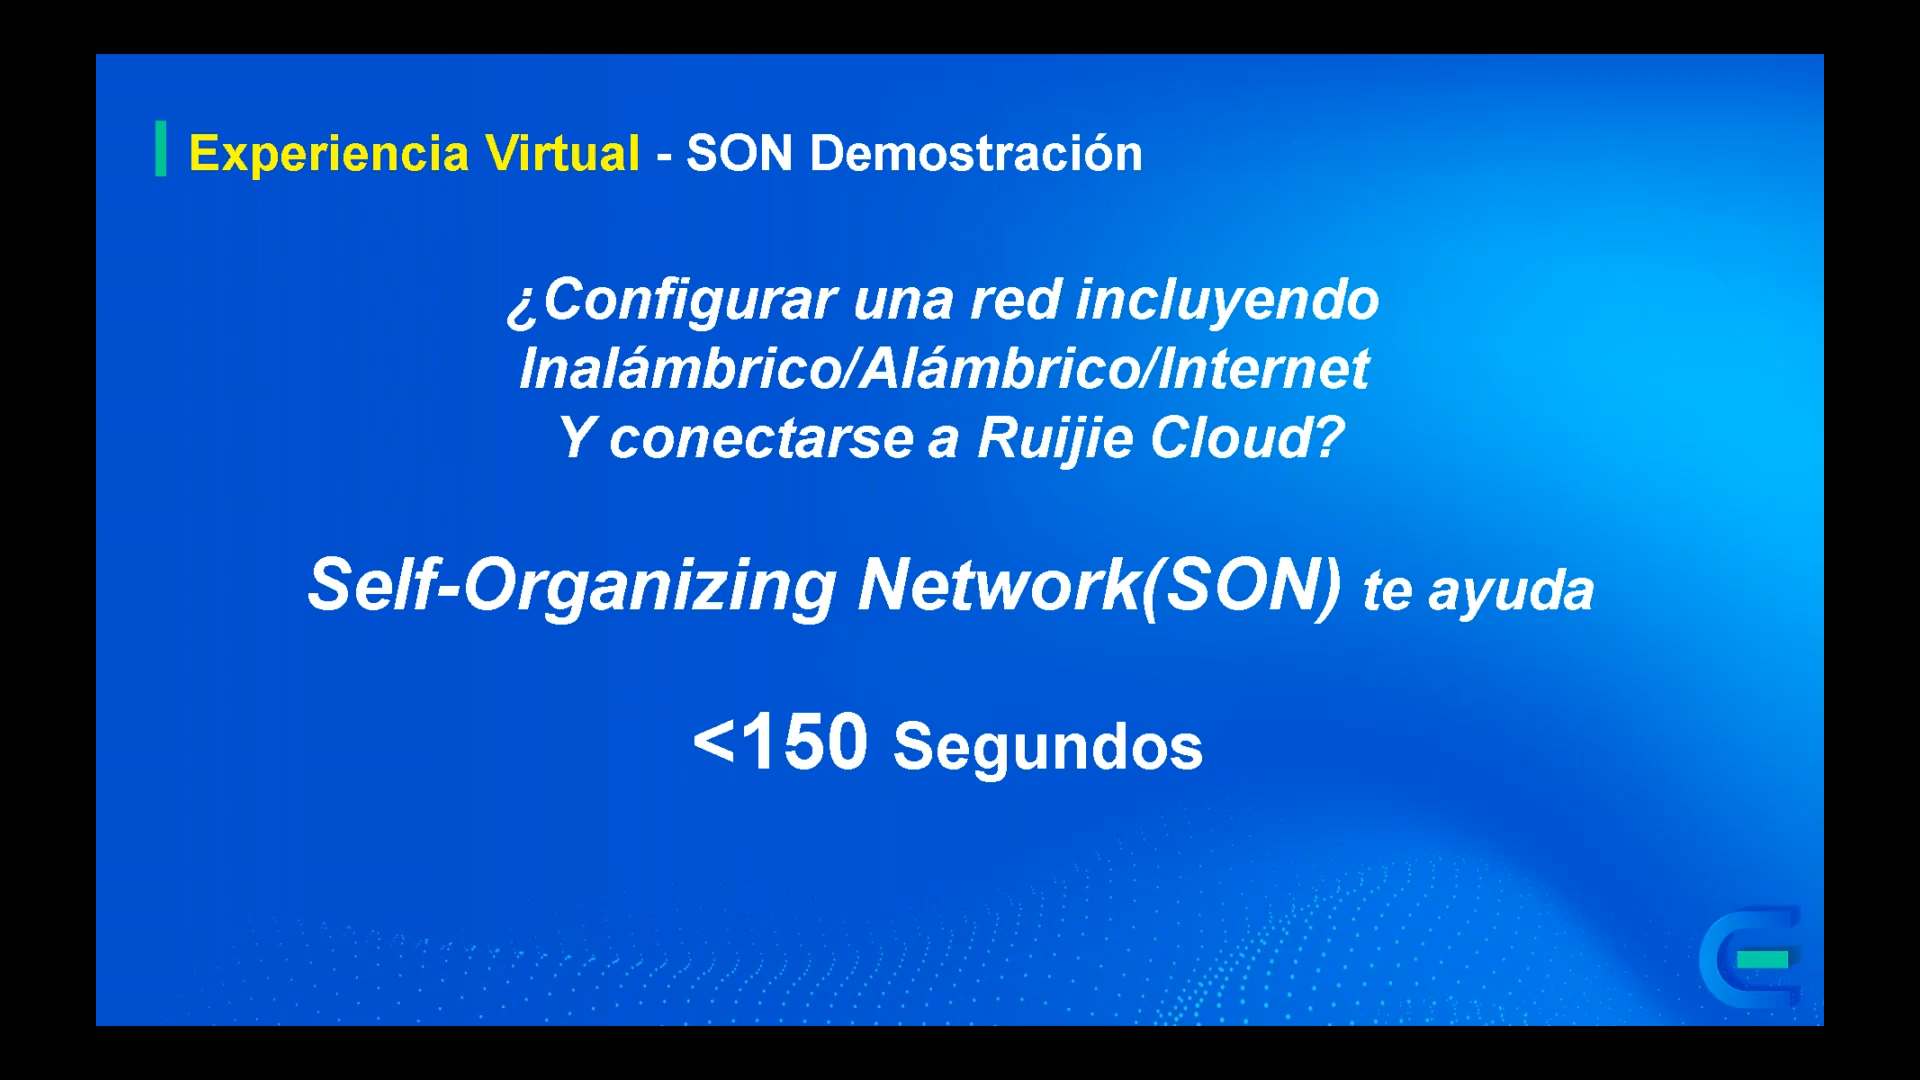 Experiencia Virtual - SON Demostración
¿Configurar una red incluyendo
Inalámbrico/Alámbrico/Internet
Y conectarse a Ruijie Cloud?
Self-Organizing Network(SON) te ayuda
<150 Segundos